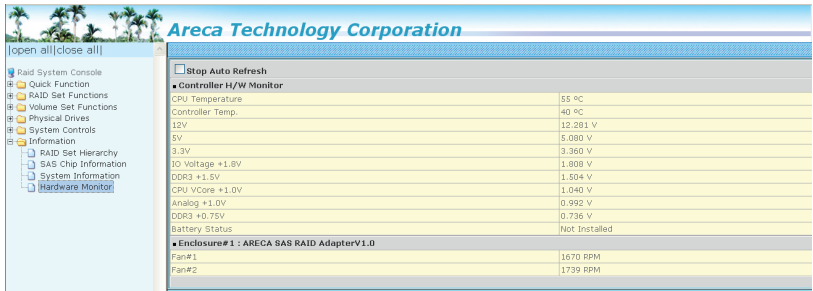 Areca Technology Corporation
|open all|close all|
Raid System Console
Quick Function
RAID Set Functions
Volume Set Functions
Physical Drives
System Controls
Information
RAID Set Hierarchy
SAS Chip Information
System Information
Hardware Monitor
Stop Auto Refresh
Controller H/W Monitor
CPU Temperature 55 ºC
Controller Temp. 40 ºC
12V 12.281 V
5V 5.080 V
3.3V 3.360 V
IO Voltage +1.8V 1.808 V
DDR3 +1.5V 1.504 V
CPU VCore +1.0V 1.040 V
Analog +1.0V 0.992 V
DDR3 +0.75V 0.736 V
Battery Status Not Installed
Enclosure#1 : ARECA SAS RAID AdapterV1.0
Fan#1 1670 RPM
Fan#2 1739 RPM